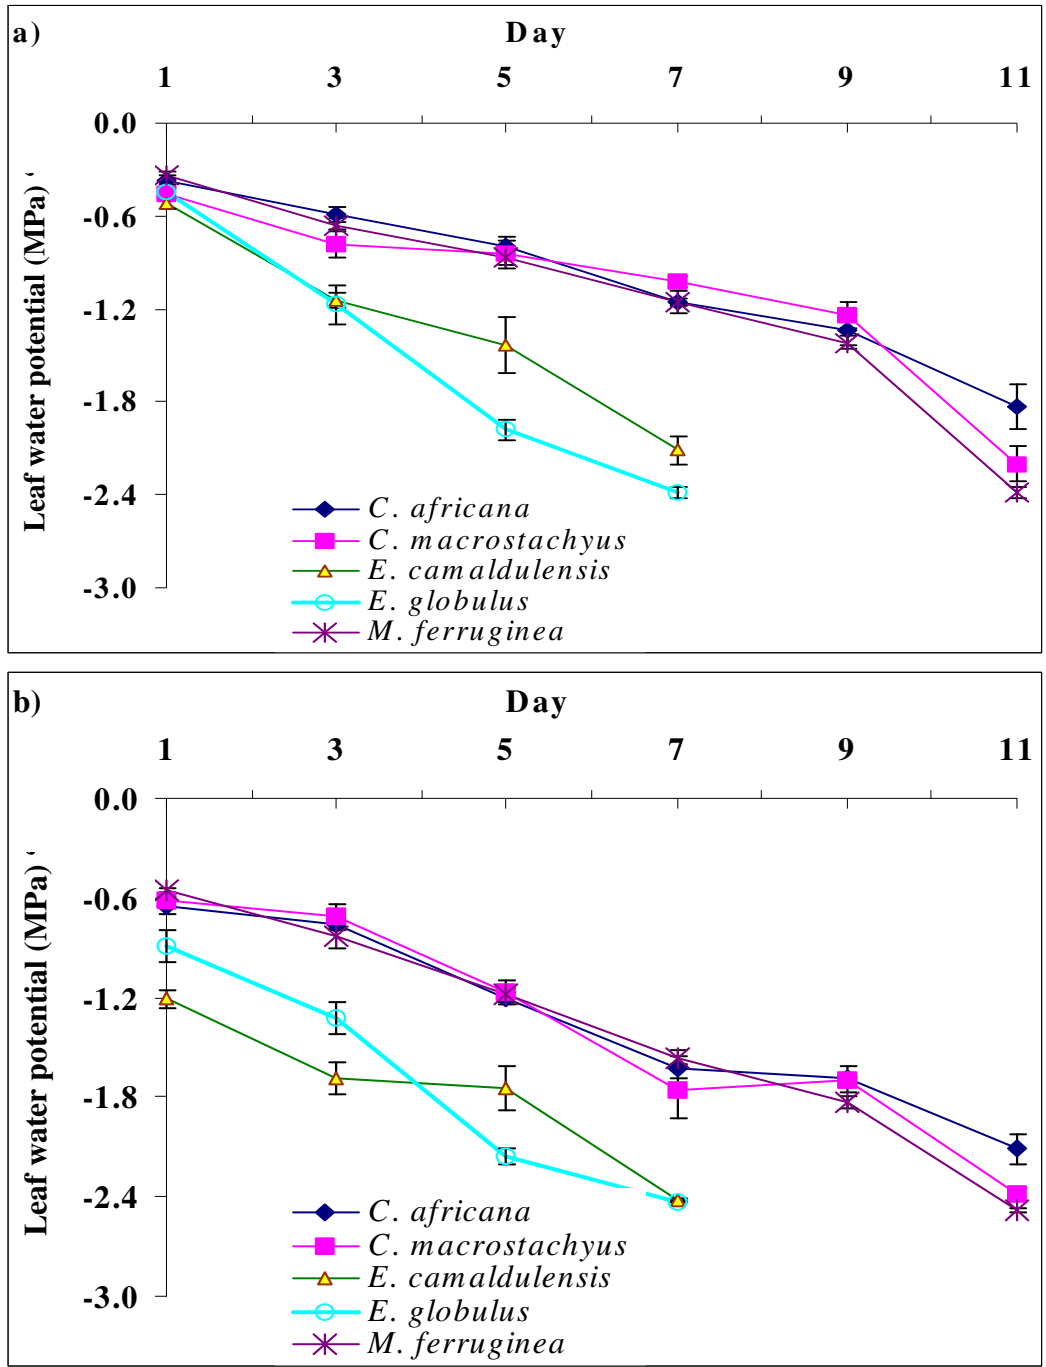 a)
Day
1 3 5 7 9 11
0.0
-0.6
-1.2
-1.8
-2.4
-3.0
Leaf water potential (MPa)
C. africana
C. macrostachyus
E. camaldulensis
E. globulus
M. ferruginea
b)
Day
1 3 5 7 9 11
0.0
-0.6
-1.2
-1.8
-2.4
-3.0
Leaf water potential (MPa)
C. africana
C. macrostachyus
E. camaldulensis
E. globulus
M. ferruginea